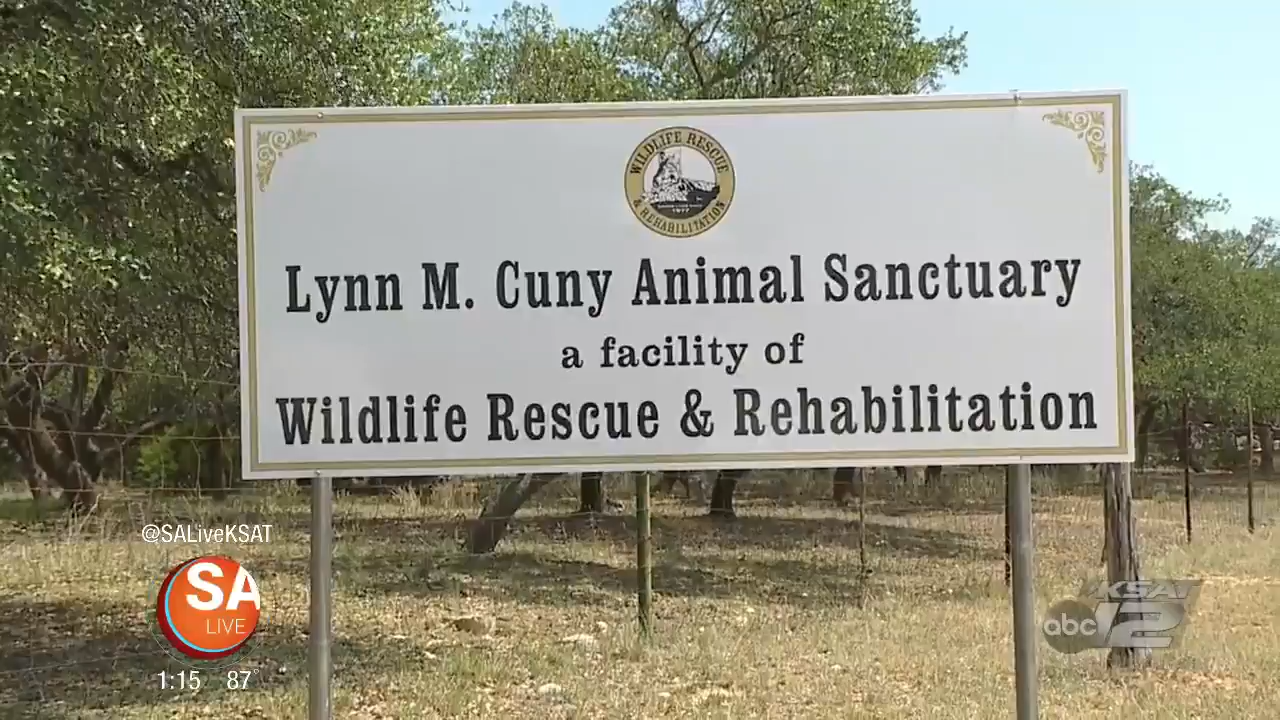 WILDLIFE RESCUE
& REHABILITATION
1977
Lynn M. Cuny Animal Sanctuary
a facility of
Wildlife Rescue & Rehabilitation
@SALiveKSAT
SA
LIVE
1:15 87°
KSAT
abc 12